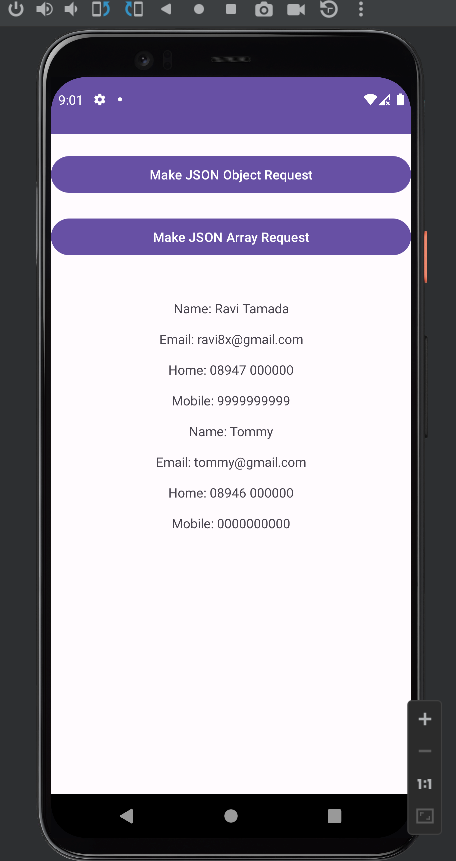 9:01
Make JSON Object Request
Make JSON Array Request
Name: Ravi Tamada
Email: ravi8x@gmail.com
Home: 08947 000000
Mobile: 9999999999
Name: Tommy
Email: tommy@gmail.com
Home: 08946 000000
Mobile: 0000000000
1:1